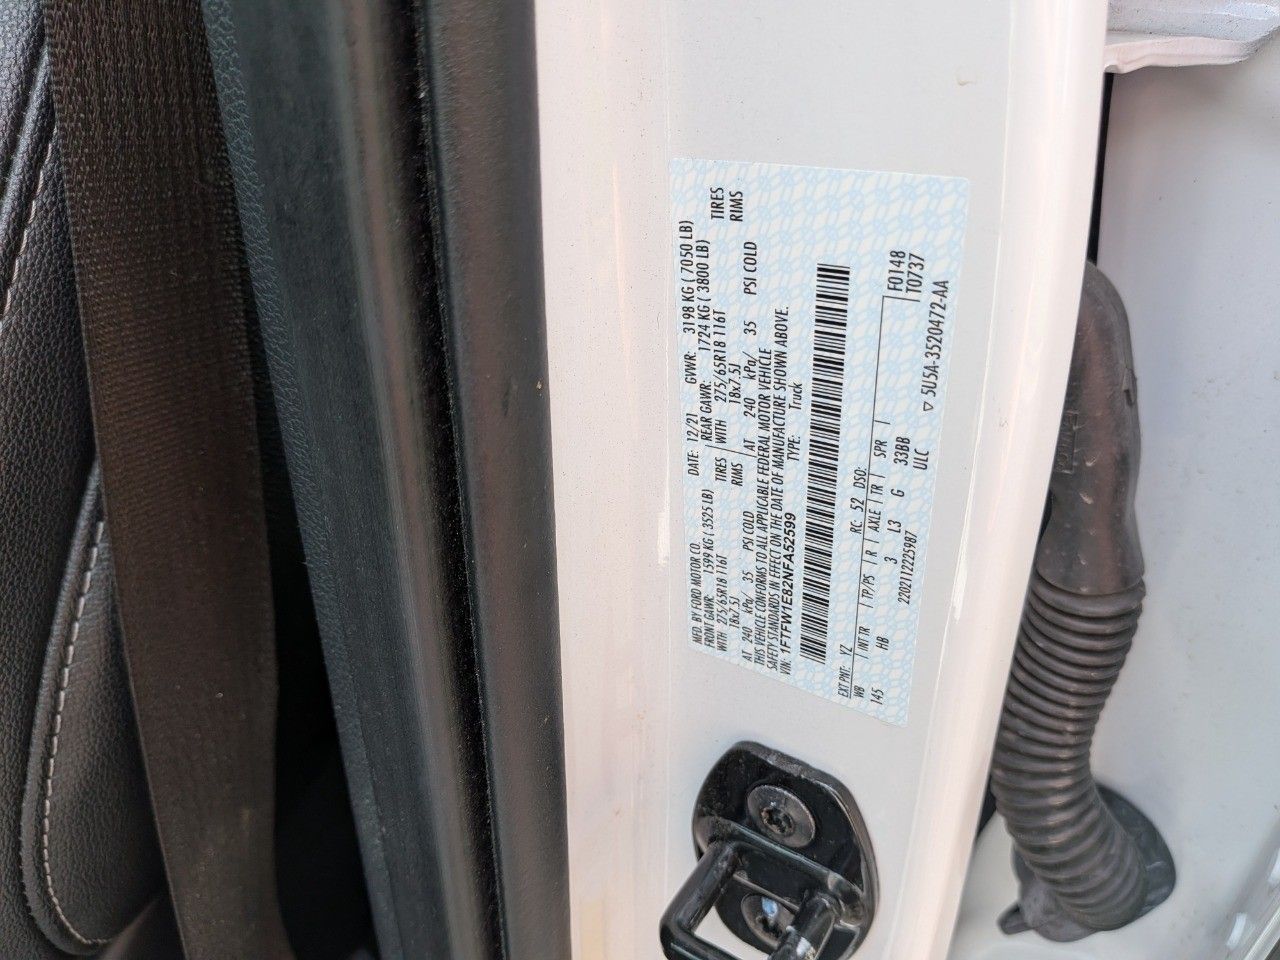 MFD. BY FORD MOTOR CO. DATE: 12/21 GVWR: 3198 KG ( 7050 LB)
FRONT GAWR: 1599 KG ( 3525 LB) REAR GAWR: 1724 KG ( 3800 LB)
WITH 275/65R18 116T TIRES WITH 275/65R18 116T TIRES
18x7.5J RIMS 18x7.5J RIMS
AT 240 kPa/ 35 PSI COLD AT 240 kPa/ 35 PSI COLD
THIS VEHICLE CONFORMS TO ALL APPLICABLE FEDERAL MOTOR VEHICLE
SAFETY STANDARDS IN EFFECT ON THE DATE OF MANUFACTURE SHOWN ABOVE.
VIN: 1FTFW1E82NFA52599 TYPE: Truck
EXT PNT: YZ RC: 52 DSO:
WB INT TR TP/PS R AXLE TR SPR F0148
145 HB 3 L3 G 33BB T0737
2202112225987 ULC ▽ 5U5A-3520472-AA